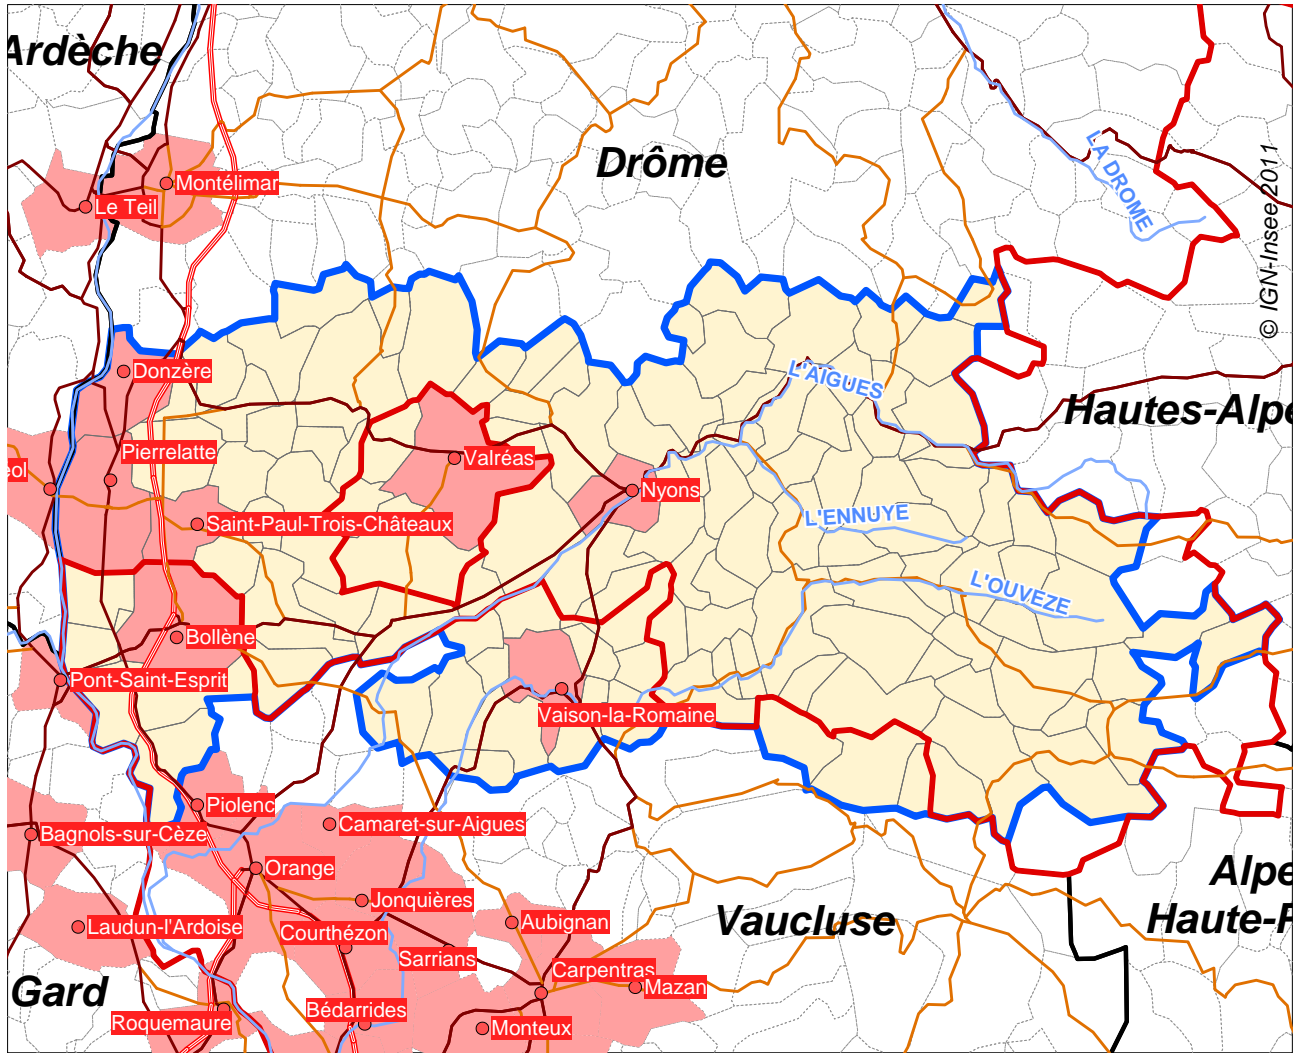 Ardèche
Drôme
LA DROME
© IGN-Insee/2011
Montélimar
Le Teil
Donzère
L'AIGUES
Hautes-Alpe
Pierrelatte
Valréas
eol
Nyons
Saint-Paul-Trois-Châteaux
L'ENNUYE
L'OUVEZE
Bollène
Pont-Saint-Esprit
Vaison-la-Romaine
Piolenc
Camaret-sur-Aigues
Bagnols-sur-Cèze
Orange
Alpe
Haute-P
Jonquières
Vaucluse
Aubignan
Laudun-l'Ardoise
Courthézon
Sarrians
Carpentras
Mazan
Gard
Bédarrides
Roquemaure
Monteux